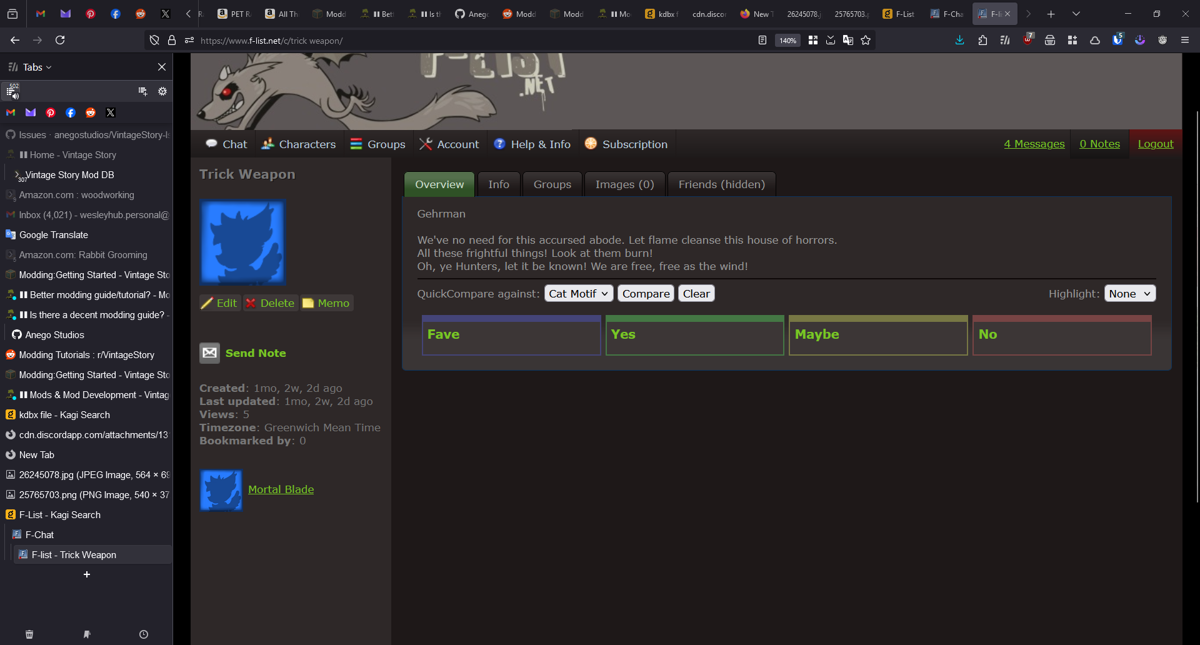 PET R
All Th
Modd
Bett
Is th
Anego
Modd
Modd
Mo
kdbx f
cdn.discor
New T
26245078.j
25765703.p
F-List
F-Cha
F-li
https://www.f-list.net/c/trick weapon/
140%
7
5
Tabs
Issues · anegostudios/VintageStory-Is
Home - Vintage Story
307
Vintage Story Mod DB
Amazon.com : woodworking
Inbox (4,021) - wesleyhub.personal@
Google Translate
Amazon.com: Rabbit Grooming
Modding:Getting Started - Vintage Sto
Better modding guide/tutorial? - Mo
Is there a decent modding guide? -
Anego Studios
Modding Tutorials : r/VintageStory
Modding:Getting Started - Vintage Sto
Mods & Mod Development - Vintag
kdbx file - Kagi Search
cdn.discordapp.com/attachments/13
New Tab
26245078.jpg (JPEG Image, 564 × 69
25765703.png (PNG Image, 540 × 37
F-List - Kagi Search
F-Chat
F-list - Trick Weapon
F-LIST
.NET
Chat Characters Groups Account Help & Info Subscription 4 Messages 0 Notes Logout
Trick Weapon
Edit Delete Memo
Send Note
Created: 1mo, 2w, 2d ago
Last updated: 1mo, 2w, 2d ago
Views: 5
Timezone: Greenwich Mean Time
Bookmarked by: 0
Mortal Blade
Overview Info Groups Images (0) Friends (hidden)
Gehrman
We've no need for this accursed abode. Let flame cleanse this house of horrors.
All these frightful things! Look at them burn!
Oh, ye Hunters, let it be known! We are free, free as the wind!
QuickCompare against: Cat Motif Compare Clear Highlight: None
Fave Yes Maybe No